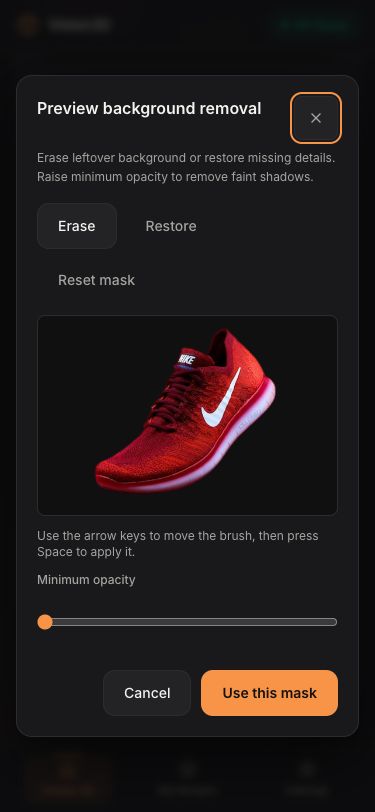 Preview background removal
Erase leftover background or restore missing details.
Raise minimum opacity to remove faint shadows.
Erase
Restore
Reset mask
NIKE
Use the arrow keys to move the brush, then press
Space to apply it.
Minimum opacity
Cancel
Use this mask